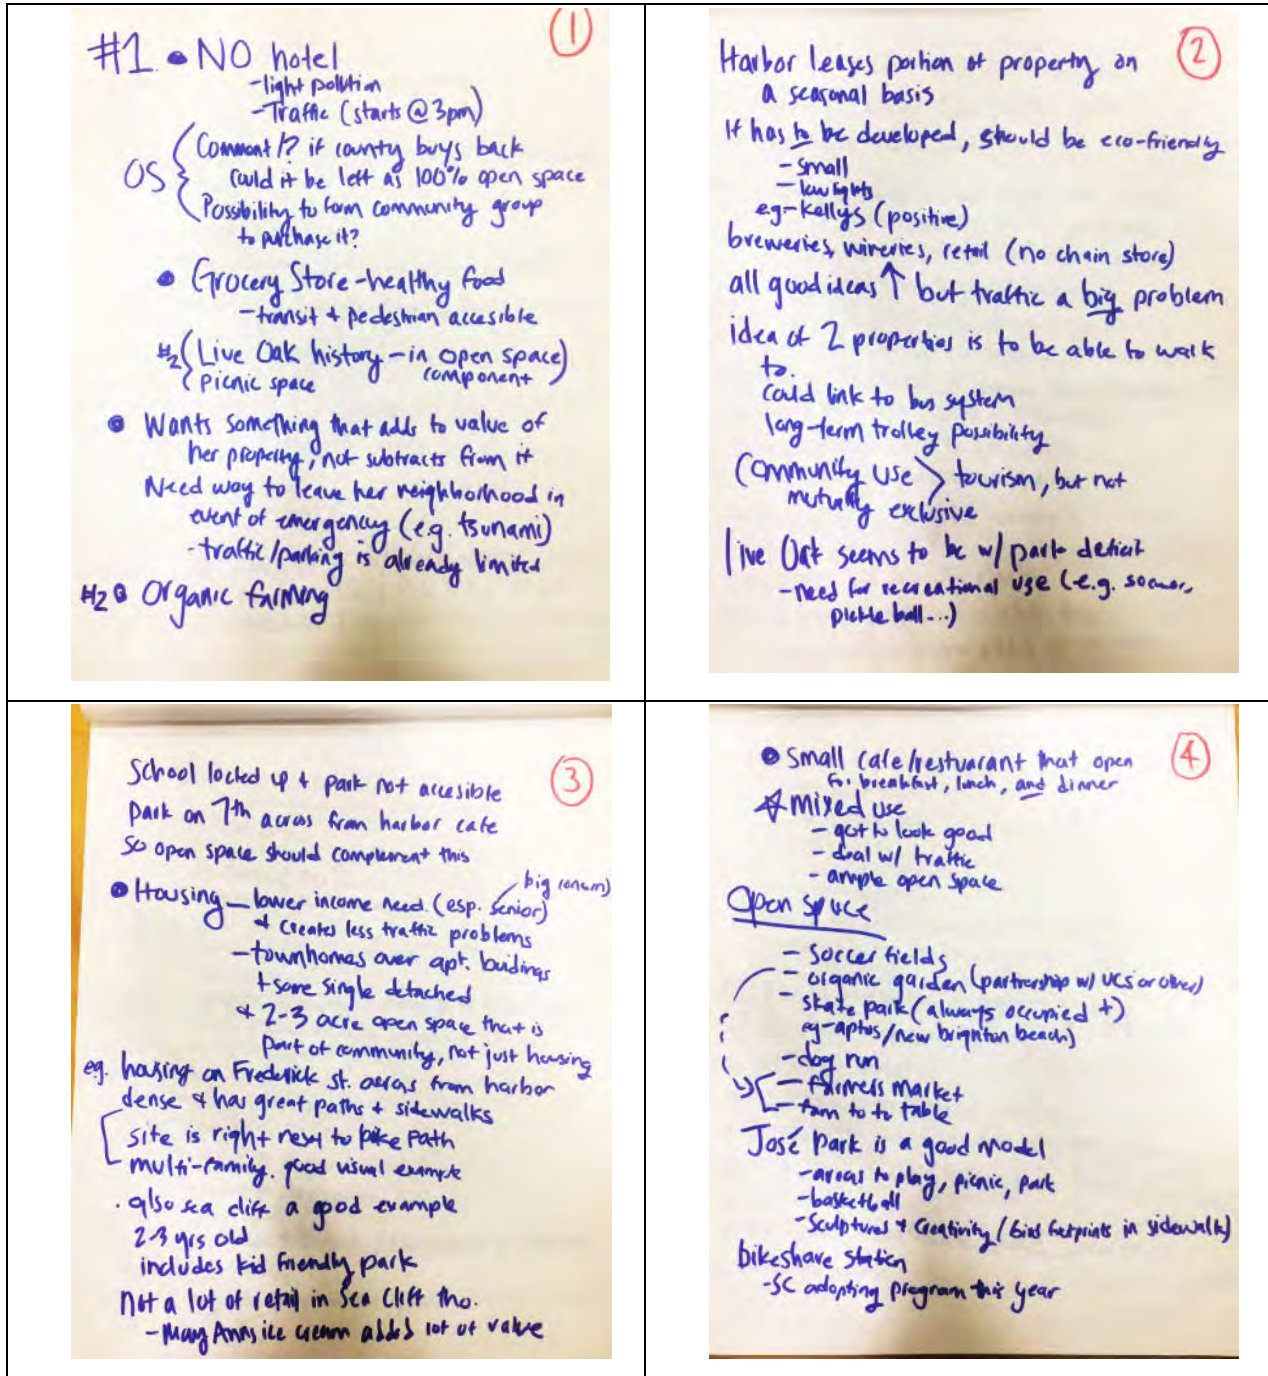 1
#1 • NO hotel
- light pollution
- Traffic (starts @ 3pm)
OS { Comment/? if county buys back
could it be left as 100% open space
Possibility to form community group
to purchase it?
• Grocery Store - healthy food
- transit & pedestrian accesible
#2 ( Live Oak history - in open space )
component
( picnic space
• Wants something that adds to value of
her property, not subtracts from it
Need way to leave her neighborhood in
event of emergency (e.g. tsunami)
- traffic/parking is already limited
#2 • Organic farming
2
Harbor leases portion of property on
a seasonal basis
If has to be developed, should be eco-friendly
- small
- low lights
e.g - Kellys (positive)
breweries, wineries, retail (no chain store)
all good ideas ↑ but traffic a big problem
idea of 2 properties is to be able to walk
to.
could link to bus system
long-term trolley possibility
Community use > tourism, but not
mutually exclusive
Live Oak seems to be w/ park deficit
- need for recreational use (e.g. soccer,
pickle ball...)
3
School locked up & park not accesible
Park on 7th across from harbor cafe
so open space should complement this
big concern)
• Housing - lower income need. (esp. senior)
& creates less traffic problems
- townhomes over apt. buidings
+ some single detached
& 2-3 acre open space that is
part of community, not just housing
eg. housing on Frederick st. across from harbor
dense & has great paths + sidewalks
site is right next to bike path
- multi-family. good visual example
. also sea cliff a good example
2-3 yrs old
includes kid friendly park
Not a lot of retail in Sea Cliff tho.
- Mary Anns ice cream added lot of value
4
• Small cafe/restuarant that open
for breakfast, lunch, and dinner
☆ mixed use
- got to look good
- deal w/ traffic
- ample open space
Open space
- Soccer fields
- organic garden (partnership w/ UCS or other)
- skate park (always occupied +)
eg - aptos/new brighton beach)
- dog run
- farmers market
- farm to to table
José Park is a good model
- areas to play, picnic, park
- basketball
- Sculptures & Creativity / bird footprints in sidewalk)
bikeshare station
- SC adopting program this year